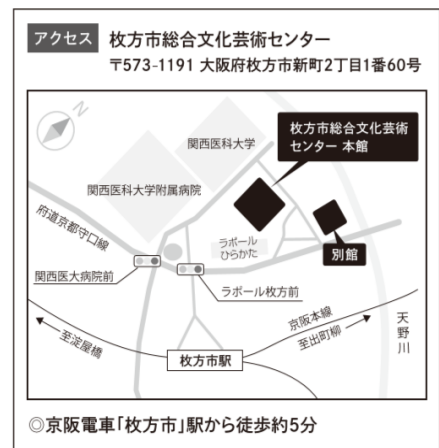 アクセス 枚方市総合文化芸術センター
〒573-1191 大阪府枚方市新町2丁目1番60号
N
関西医科大学
枚方市総合文化芸術
センター 本館
関西医科大学附属病院
府道京都守口線
ラポール
ひらかた
別館
関西医大病院前
ラポール枚方前
京阪本線
至出町柳
天野川
至淀屋橋
枚方市駅
◎京阪電車「枚方市」駅から徒歩約5分